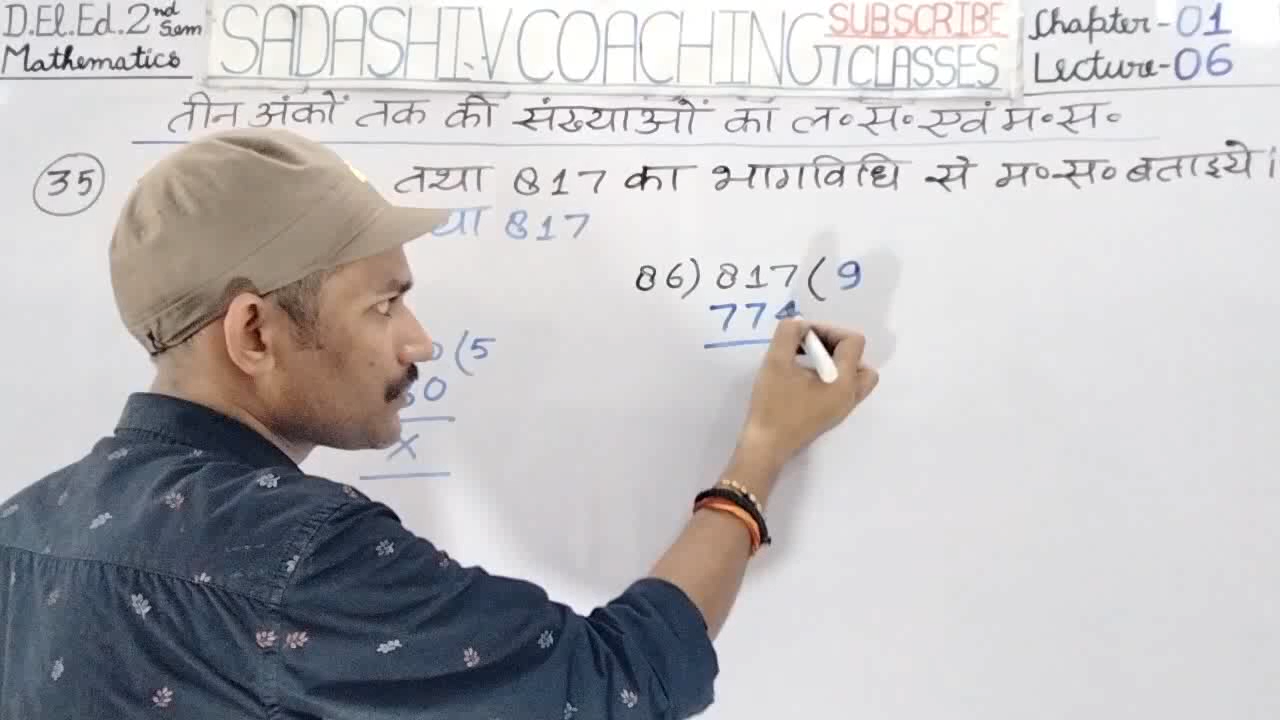 D.El.Ed. 2nd Sem
Mathematics
SADASHIV COACHING CLASSES
SUBSCRIBE
Chapter-01
Lecture-06
तीन अंकों तक की संख्याओं का ल॰स॰ एवं म॰स॰
35 तथा 817 का भागविधि से म॰स॰ बताइये।
817
86) 817 ( 9
774
(5
0
x